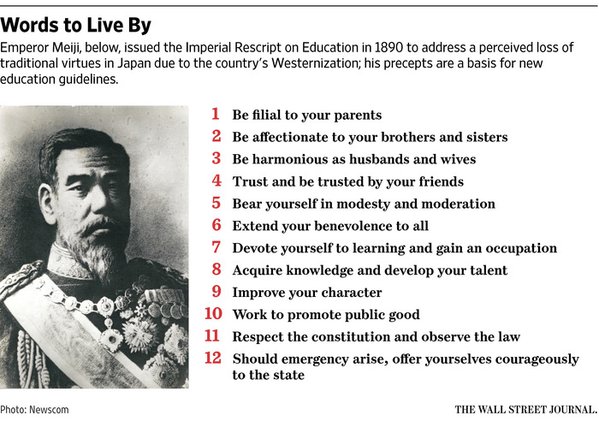 Words to Live By
Emperor Meiji, below, issued the Imperial Rescript on Education in 1890 to address a perceived loss of
traditional virtues in Japan due to the country's Westernization; his precepts are a basis for new
education guidelines.
1 Be filial to your parents
2 Be affectionate to your brothers and sisters
3 Be harmonious as husbands and wives
4 Trust and be trusted by your friends
5 Bear yourself in modesty and moderation
6 Extend your benevolence to all
7 Devote yourself to learning and gain an occupation
8 Acquire knowledge and develop your talent
9 Improve your character
10 Work to promote public good
11 Respect the constitution and observe the law
12 Should emergency arise, offer yourselves courageously
to the state
Photo: Newscom
THE WALL STREET JOURNAL.